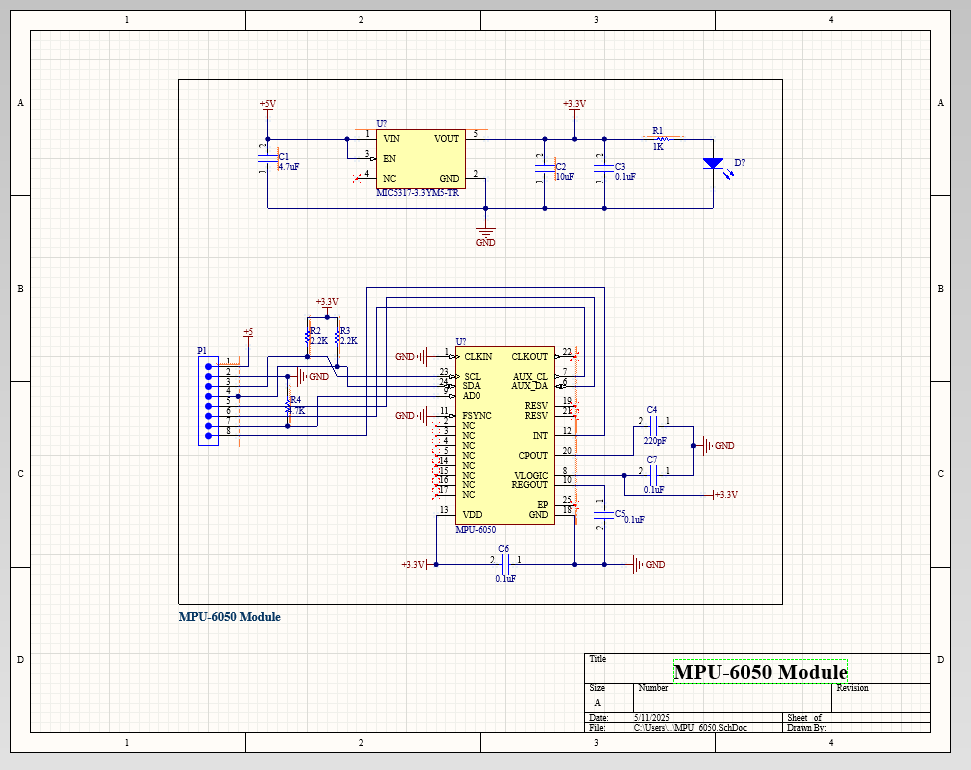 1 2 3 4
A A
+5V +3.3V
U?
1 VIN VOUT 5
R1
1K
2 C1
1 4.7uF
3 EN
2 C2
1 10uF
2 C3
1 0.1uF
D?
4 NC GND 2
MIC5317-3.3YM5-TR
GND
B B
+3.3V
+5
R2 R3
2.2K 2.2K
U?
P1
1
2
3
4
5
6
7
8
GND
R4
4.7K
GND 1 CLKIN CLKOUT 22
23 SCL AUX_CL 7
24 SDA AUX_DA 6
9 AD0
RESV 19
GND 11 FSYNC RESV 21
2 NC
3 NC INT 12
4 NC
5 NC CPOUT 20
14 NC
15 NC VLOGIC 8
16 NC REGOUT 10
17 NC
EP 25
13 VDD GND 18
MPU-6050
C4
2 1
220pF
GND
C C
C7
2 1
0.1uF
+3.3V
1
C5
0.1uF
2
C6
+3.3V 2 1 GND
0.1uF
MPU-6050 Module
D D
Title
MPU-6050 Module
Size Number Revision
A
Date: 5/11/2025 Sheet of
File: C:\Users\..\MPU_6050.SchDoc Drawn By:
1 2 3 4